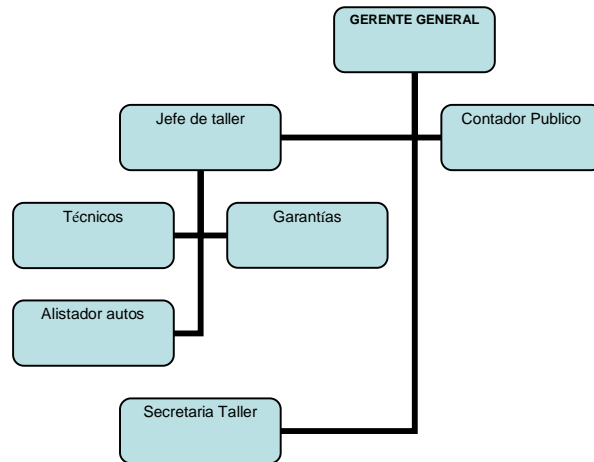 GERENTE GENERAL
Jefe de taller
Contador Publico
Técnicos
Garantías
Alistador autos
Secretaria Taller